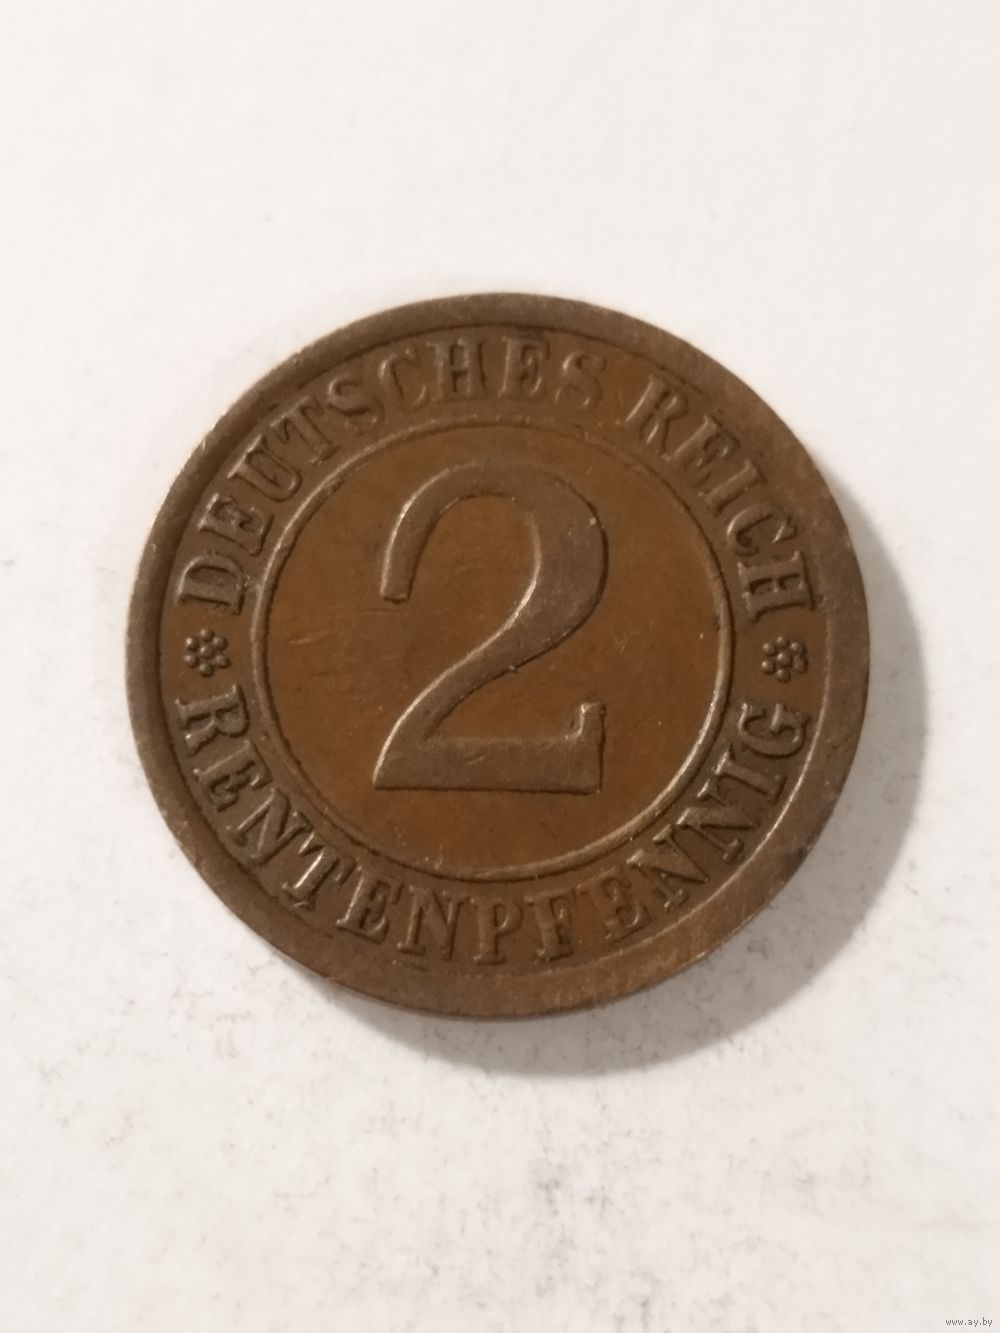 DEUTSCHES REICH
2
RENTENPFENNIG
www.ay.by